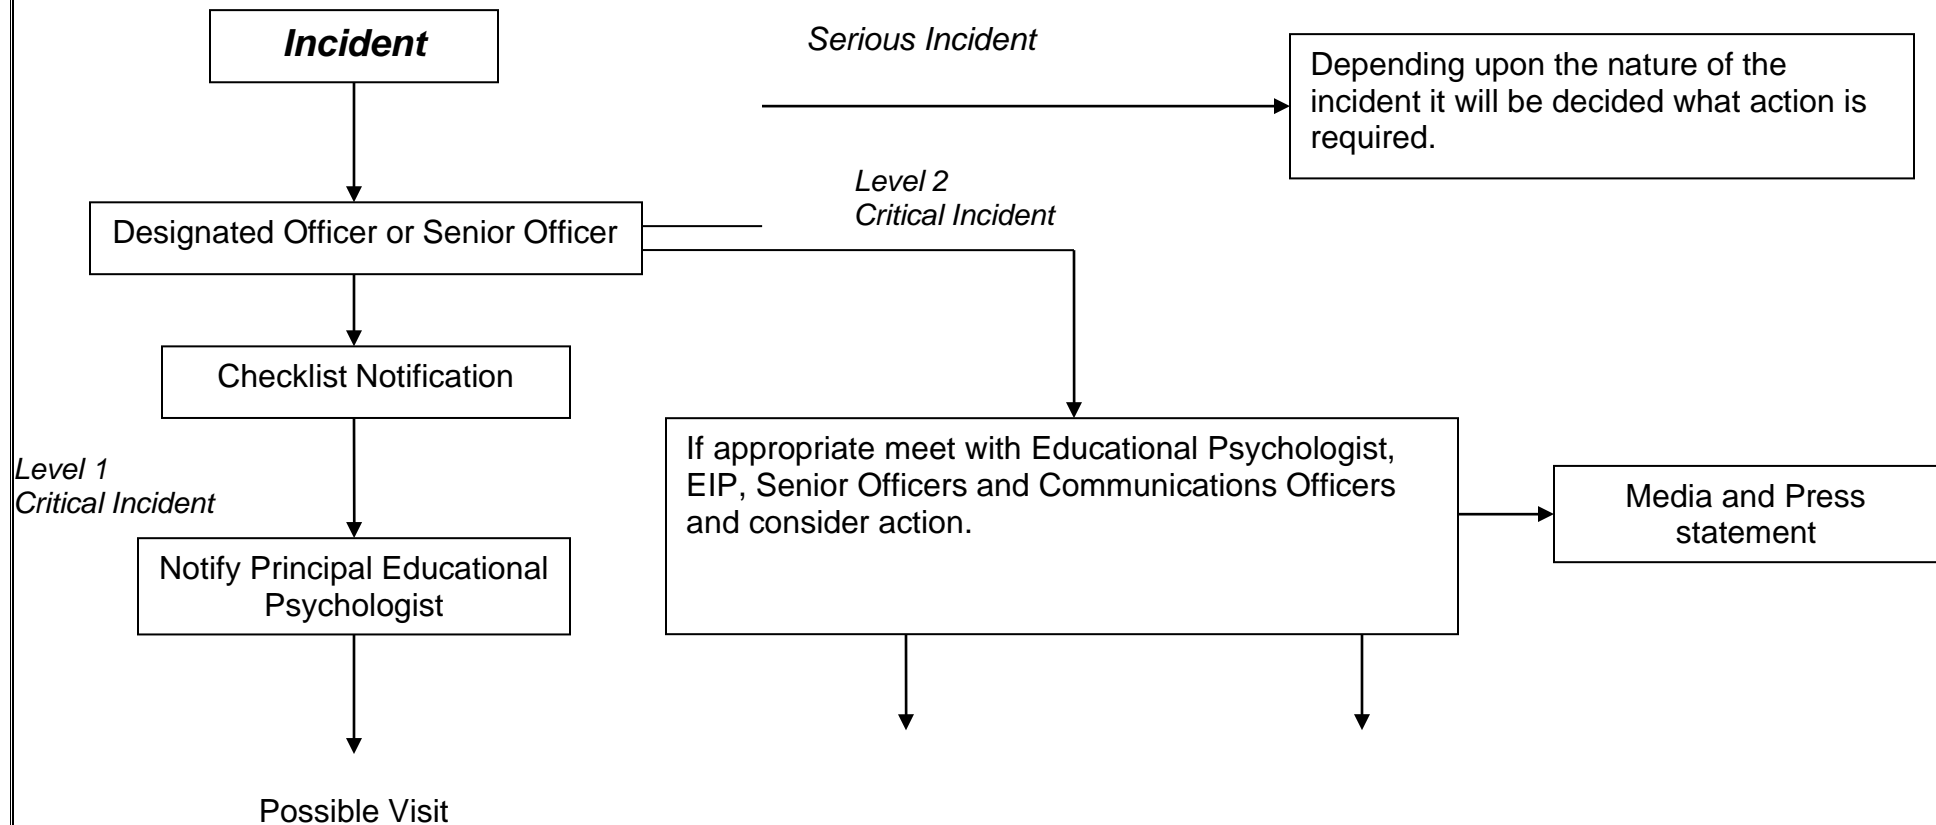 Incident
Serious Incident
Depending upon the nature of the
incident it will be decided what action is
required.
Level 2
Critical Incident
Designated Officer or Senior Officer
Checklist Notification
If appropriate meet with Educational Psychologist,
EIP, Senior Officers and Communications Officers
and consider action.
Level 1
Critical Incident
Media and Press
statement
Notify Principal Educational
Psychologist
Possible Visit